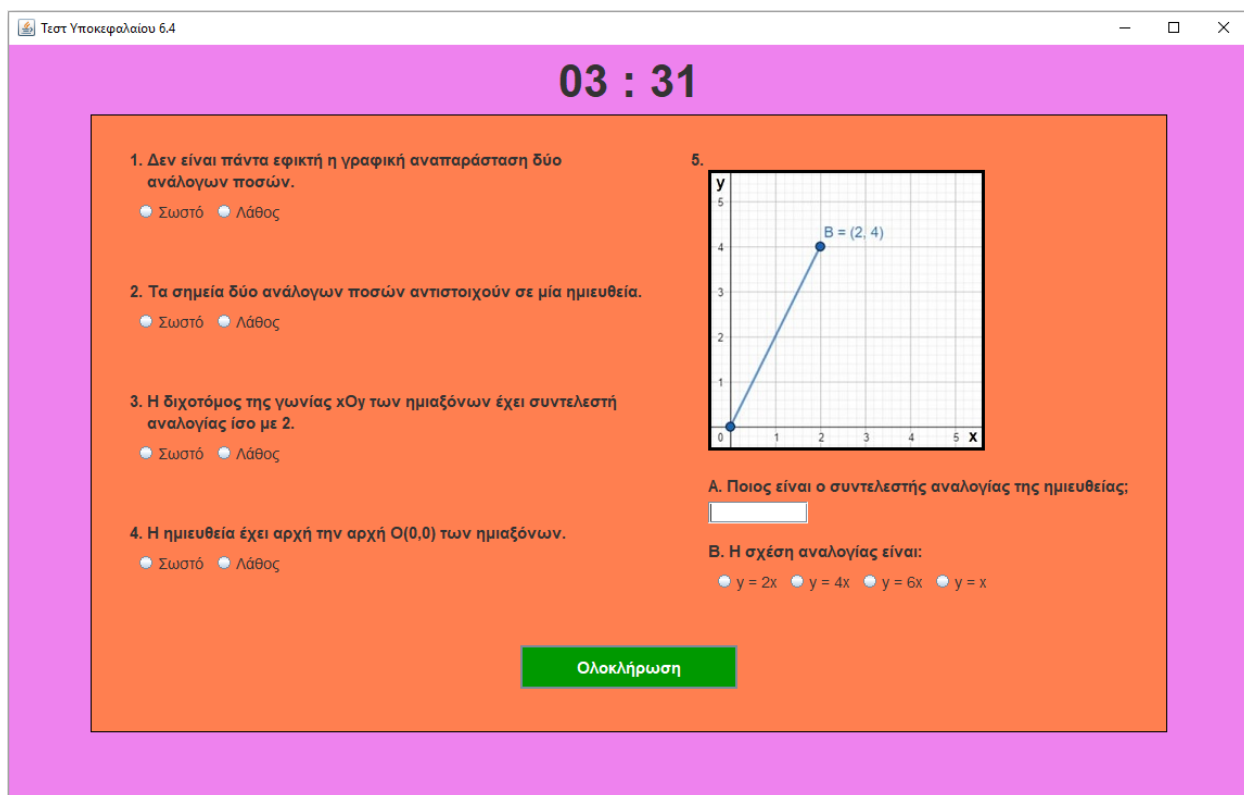 Τεστ Υποκεφαλαίου 6.4
03 : 31
1. Δεν είναι πάντα εφικτή η γραφική αναπαράσταση δύο
ανάλογων ποσών.
Σωστό Λάθος
2. Τα σημεία δύο ανάλογων ποσών αντιστοιχούν σε μία ημιευθεία.
Σωστό Λάθος
3. Η διχοτόμος της γωνίας xOy των ημιαξόνων έχει συντελεστή
αναλογίας ίσο με 2.
Σωστό Λάθος
4. Η ημιευθεία έχει αρχή την αρχή Ο(0,0) των ημιαξόνων.
Σωστό Λάθος
5.
y
5
4
B = (2, 4)
3
2
1
0 1 2 3 4 5 x
Α. Ποιος είναι ο συντελεστής αναλογίας της ημιευθείας;
Β. Η σχέση αναλογίας είναι:
y = 2x y = 4x y = 6x y = x
Ολοκλήρωση